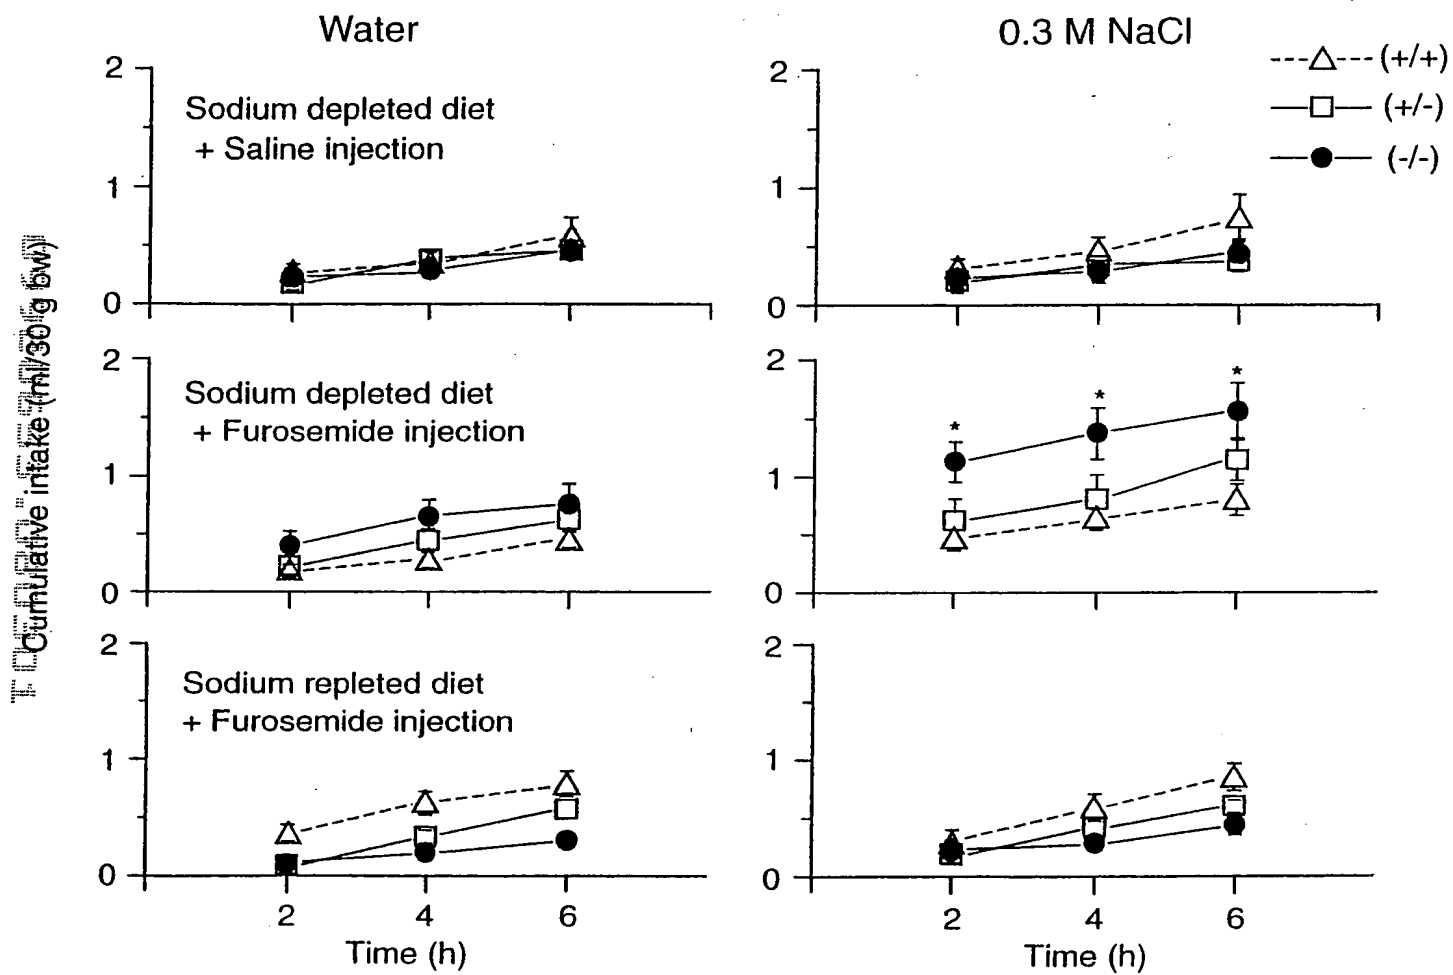 Water
0.3 M NaCl
(+/+)
(+/-)
(-/-)
Cumulative intake (ml/30 g bw)
2
Sodium depleted diet
+ Saline injection
1
0
2
1
0
2
Sodium depleted diet
+ Furosemide injection
1
0
2
*
*
*
1
0
2
Sodium repleted diet
+ Furosemide injection
1
0
2
4
6
Time (h)
2
1
0
2
4
6
Time (h)